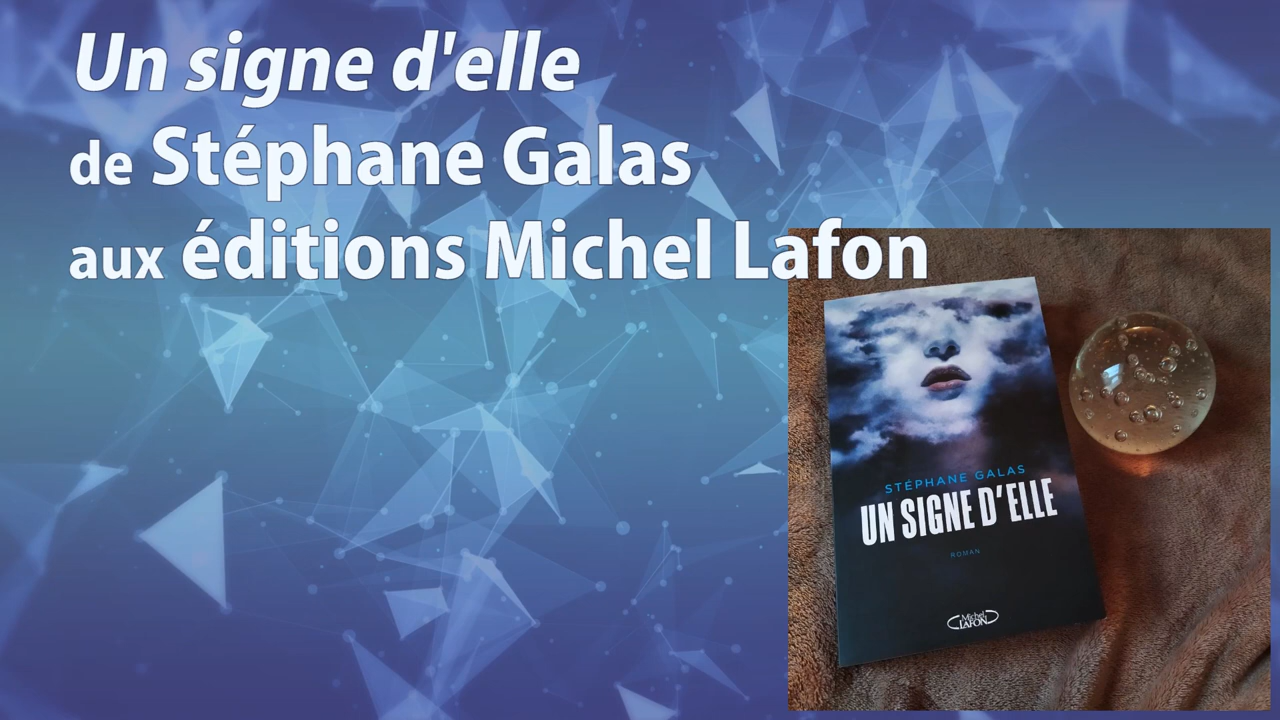 Un signe d'elle
de Stéphane Galas
aux éditions Michel Lafon
STÉPHANE GALAS
UN SIGNE D'ELLE
ROMAN
Michel
LAFON